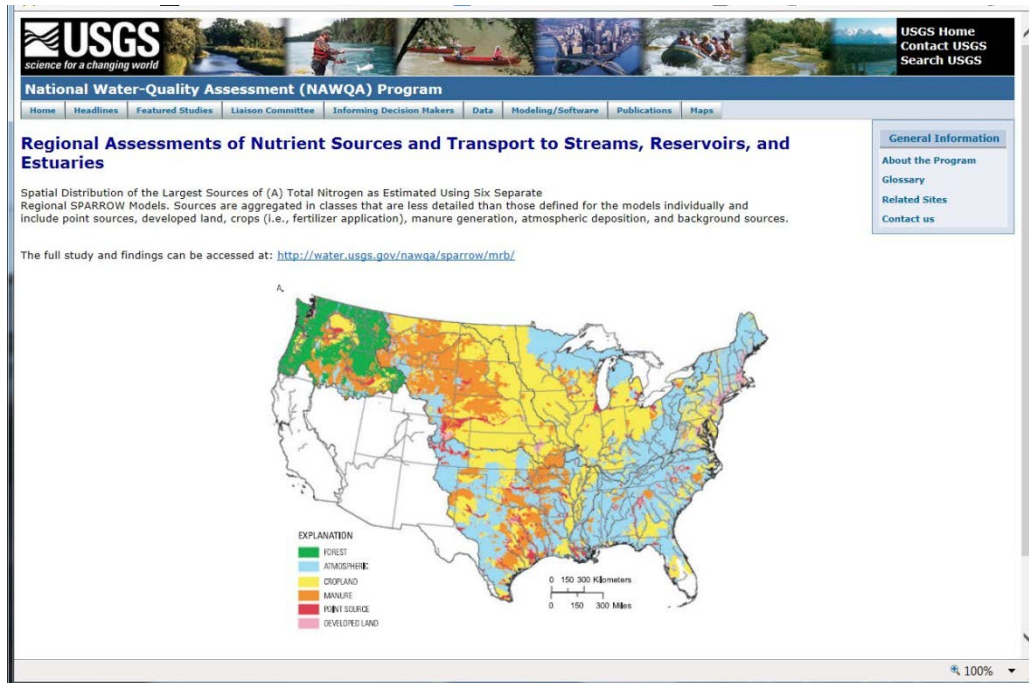 USGS
science for a changing world
USGS Home
Contact USGS
Search USGS
National Water-Quality Assessment (NAWQA) Program
Home Headlines Featured Studies Liaison Committee Informing Decision Makers Data Modeling/Software Publications Maps
Regional Assessments of Nutrient Sources and Transport to Streams, Reservoirs, and
Estuaries
Spatial Distribution of the Largest Sources of (A) Total Nitrogen as Estimated Using Six Separate
Regional SPARROW Models. Sources are aggregated in classes that are less detailed than those defined for the models individually and
include point sources, developed land, crops (i.e., fertilizer application), manure generation, atmospheric deposition, and background sources.
The full study and findings can be accessed at: http://water.usgs.gov/nawqa/sparrow/mrb/
General Information
About the Program
Glossary
Related Sites
Contact us
A.
EXPLANATION
FOREST
ATMOSPHERIC
CROPLAND
MANURE
POINT SOURCE
DEVELOPED LAND
0 150 300 Kilometers
0 150 300 Miles
100%